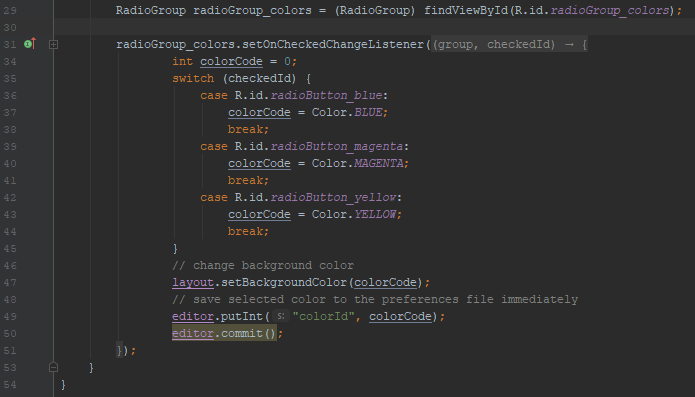 29 RadioGroup radioGroup_colors = (RadioGroup) findViewById(R.id.radioGroup_colors);
30
31 radioGroup_colors.setOnCheckedChangeListener((group, checkedId) → {
34 int colorCode = 0;
35 switch (checkedId) {
36 case R.id.radioButton_blue:
37 colorCode = Color.BLUE;
38 break;
39 case R.id.radioButton_magenta:
40 colorCode = Color.MAGENTA;
41 break;
42 case R.id.radioButton_yellow:
43 colorCode = Color.YELLOW;
44 break;
45 }
46 // change background color
47 layout.setBackgroundColor(colorCode);
48 // save selected color to the preferences file immediately
49 editor.putInt( s: "colorId", colorCode);
50 editor.commit();
51 });
53 }
54 }